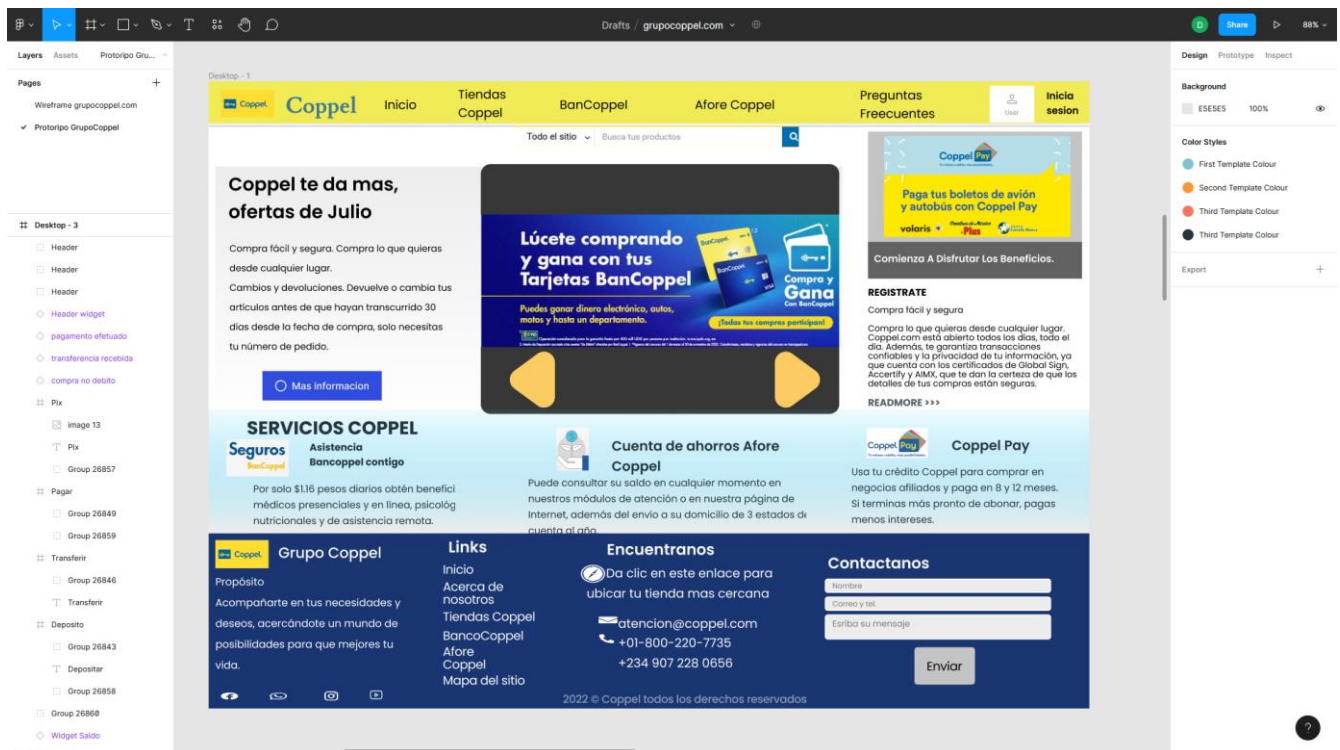 Drafts / grupocoppel.com
D
Share
88%
Layers Assets Protoripo Gru...
Pages
Wireframe grupocoppel.com
Protoripo GrupoCoppel
Desktop - 3
Header
Header
Header
Header widget
pagamento efetuado
transferencia recebida
compra no debito
Pix
image 13
Pix
Group 26857
Pagar
Group 26849
Group 26859
Transferir
Group 26846
Transferir
Deposito
Group 26843
Depositar
Group 26858
Group 26860
Widget Saldo
Desktop - 1
Coppel.
Coppel
Inicio
Tiendas
Coppel
BanCoppel
Afore Coppel
Preguntas
Freecuentes
User
Inicia
sesion
Todo el sitio
Busca tus productos
Coppel te da mas,
ofertas de Julio
Compra fácil y segura. Compra lo que quieras
desde cualquier lugar.
Cambios y devoluciones. Devuelve o cambia tus
artículos antes de que hayan transcurrido 30
días desde la fecha de compra, solo necesitas
tu número de pedido.
Mas informacion
Lúcete comprando
y gana con tus
Tarjetas BanCoppel
Puedes ganar dinero electrónico, autos,
motos y hasta un departamento.
BanCoppel
BanCoppel
VISA
Compra y
Gana
Con BanCoppel
¡Todas tus compras participan!
Coppel Pay
Paga tus boletos de avión
y autobús con Coppel Pay
volaris
Plus
Comienza A Disfrutar Los Beneficios.
REGISTRATE
Compra fácil y segura
Compra lo que quieras desde cualquier lugar.
Coppel.com está abierto todos los días, todo el
día. Además, te garantiza transacciones
confiables y la privacidad de tu información, ya
que cuenta con los certificados de Global Sign,
Accertify y AIMX, que te dan la certeza de que los
detalles de tus compras están seguras.
READMORE >>>
SERVICIOS COPPEL
Seguros
BanCoppel
Asistencia
Bancoppel contigo
Por solo $1.16 pesos diarios obtén benefici
médicos presenciales y en línea, psicológ
nutricionales y de asistencia remota.
Cuenta de ahorros Afore
Coppel
Puede consultar su saldo en cualquier momento en
nuestros módulos de atención o en nuestra página de
Internet, además del envío a su domicilio de 3 estados de
cuenta al año.
Coppel Pay
Coppel Pay
Usa tu crédito Coppel para comprar en
negocios afiliados y paga en 8 y 12 meses.
Si terminas más pronto de abonar, pagas
menos intereses.
Coppel.
Grupo Coppel
Propósito
Acompañarte en tus necesidades y
deseos, acercándote un mundo de
posibilidades para que mejores tu
vida.
Links
Inicio
Acerca de
nosotros
Tiendas Coppel
BancoCoppel
Afore
Coppel
Mapa del sitio
Encuentranos
Da clic en este enlace para
ubicar tu tienda mas cercana
atencion@coppel.com
+01-800-220-7735
+234 907 228 0656
2022 © Coppel todos los derechos reservados
Contactanos
Nombre
Correo y tel.
Esriba su mensaje
Enviar
Design Prototype Inspect
Background
E5E5E5 100%
Color Styles
First Template Colour
Second Template Colour
Third Template Colour
Third Template Colour
Export
?